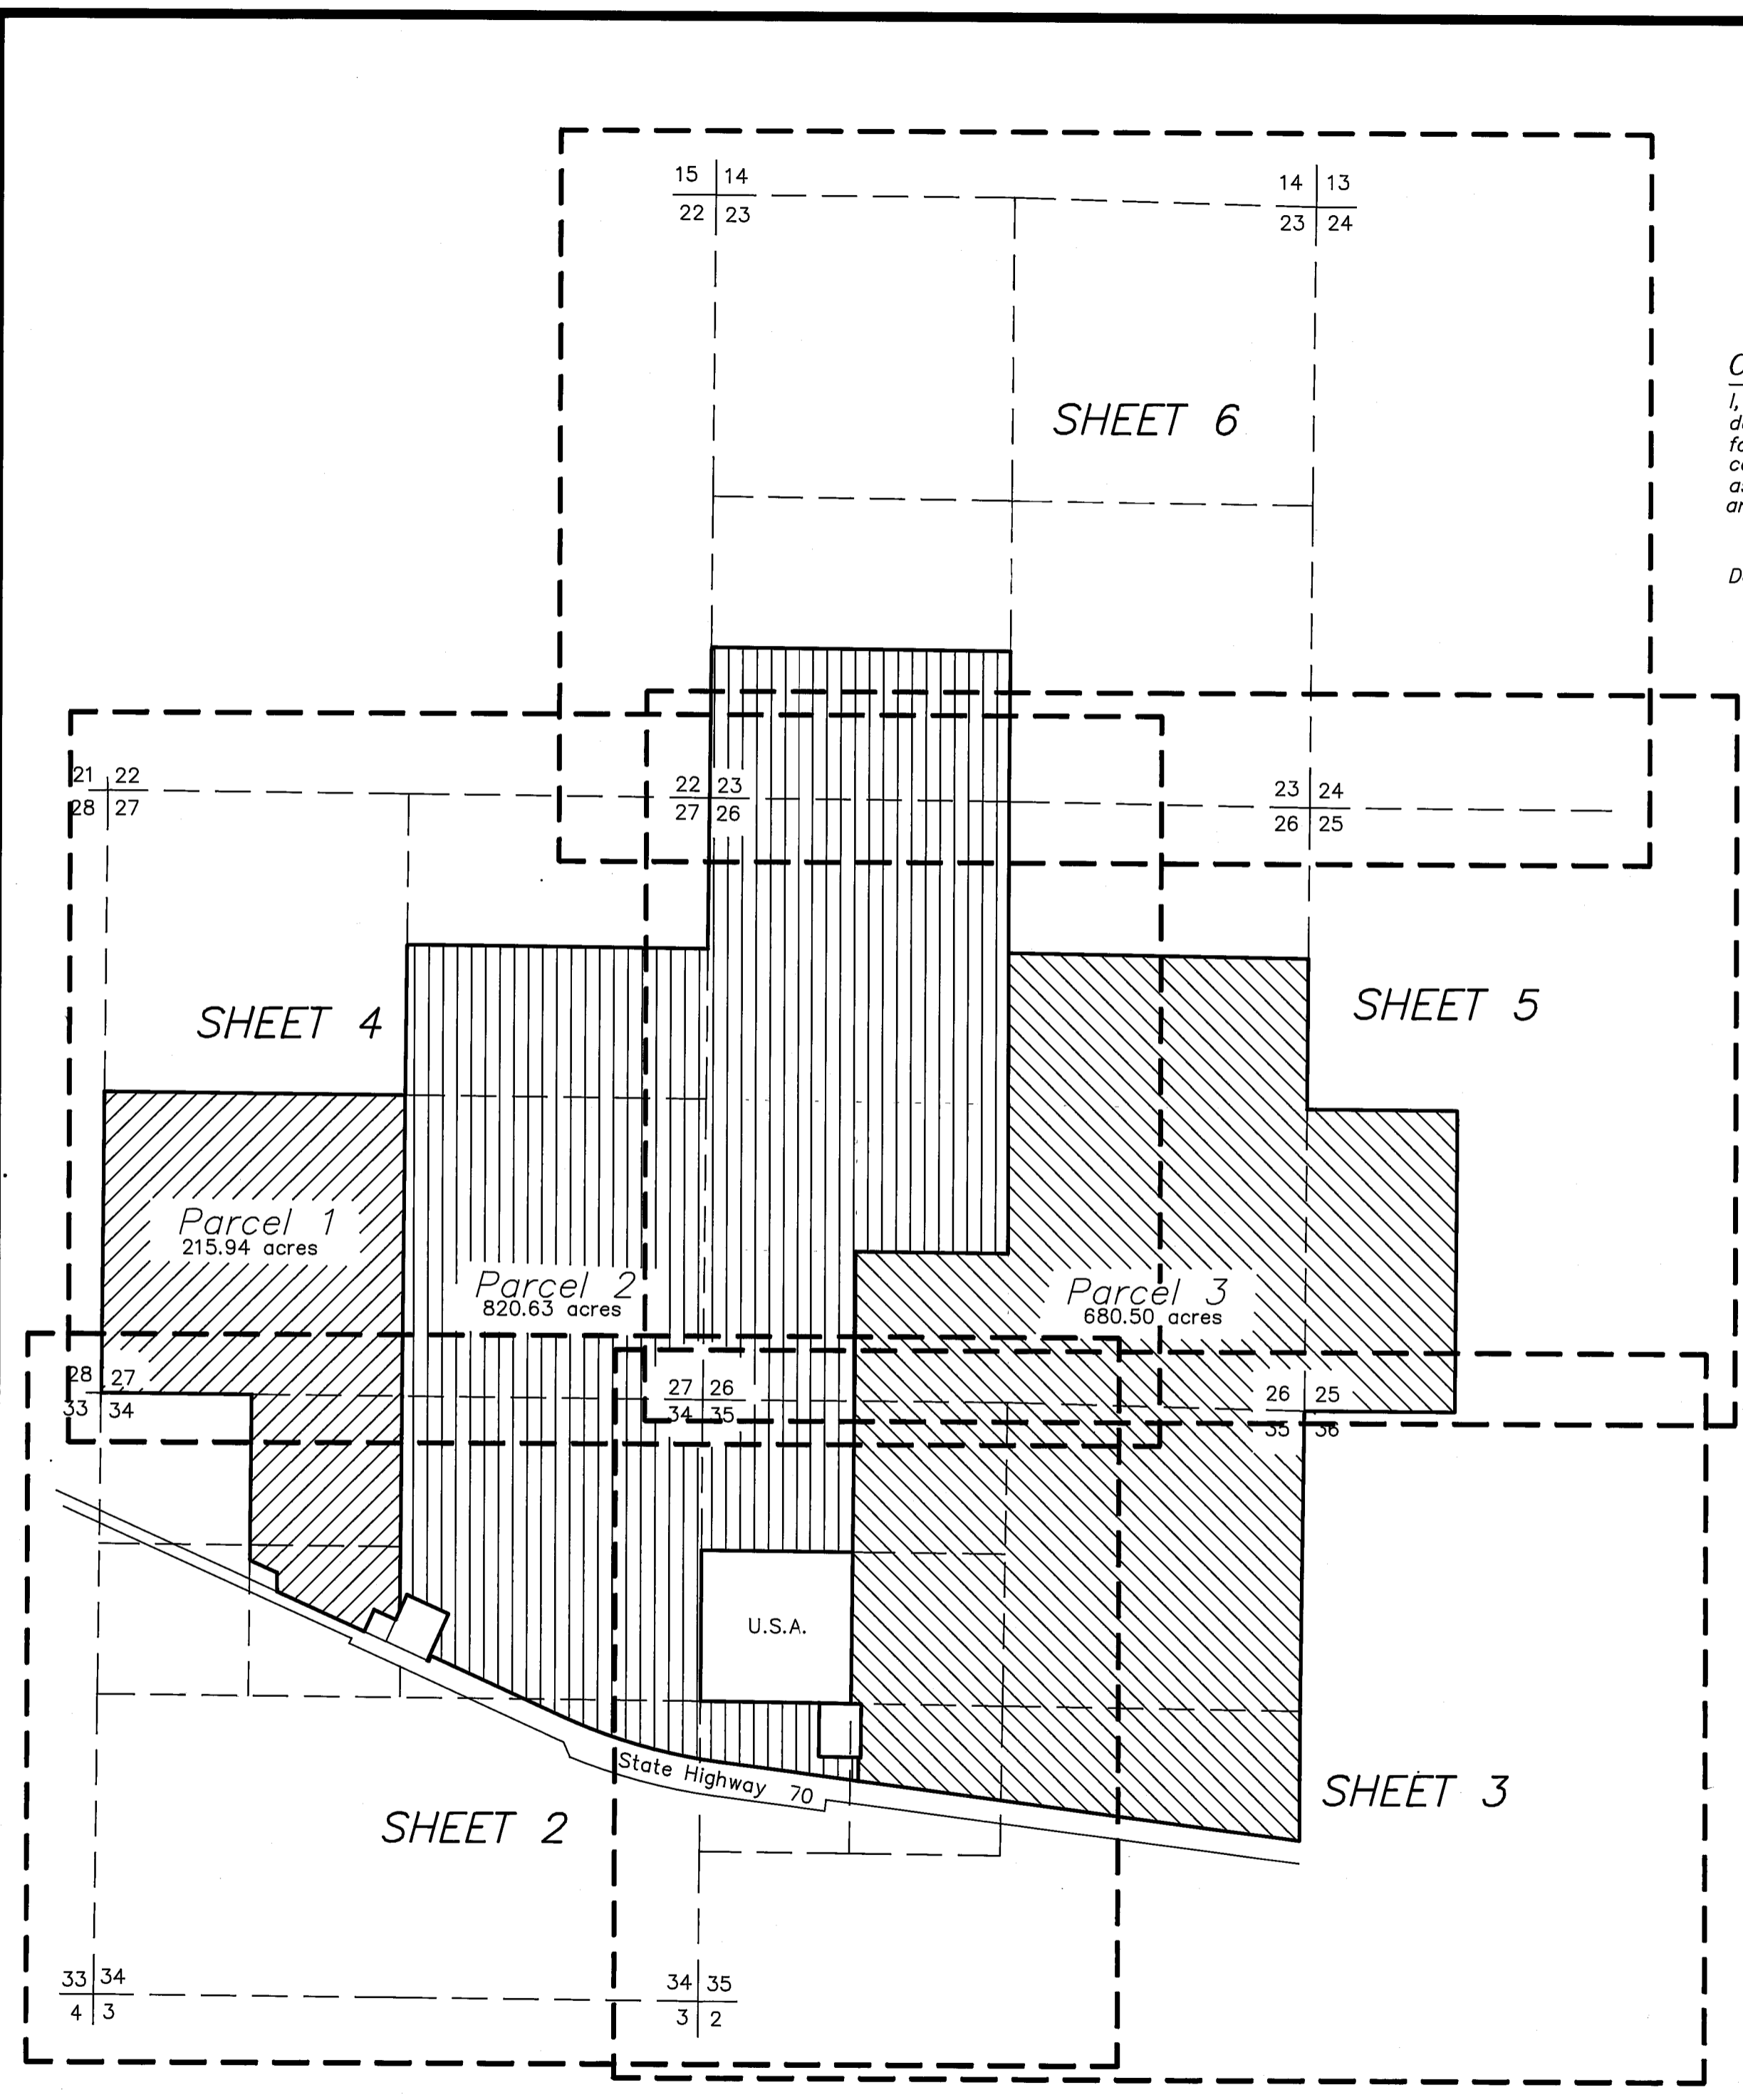 15 14
22 23
14 13
23 24
SHEET 6
I,
21 22
28 27
22 23
27 26
23 24
26 25
SHEET 4
SHEET 5
Parcel 1
215.94 acres
Parcel 2
820.63 acres
Parcel 3
680.50 acres
28 27
33 34
27 26
34 35
26 25
35 36
U.S.A.
State Highway 70
SHEET 2
SHEET 3
33 34
4 3
34 35
3 2